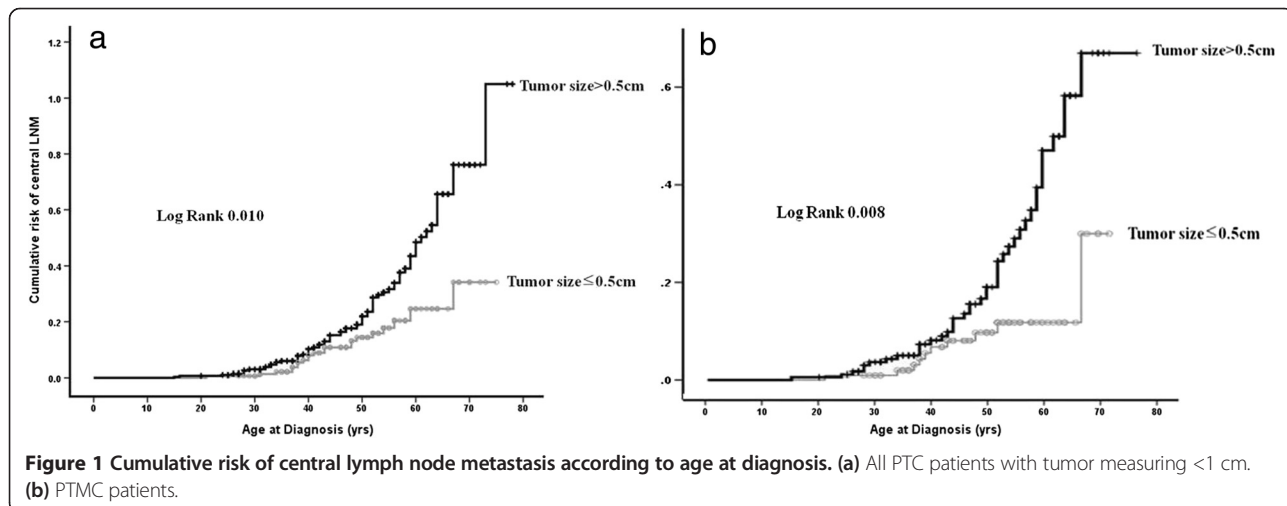 a
1.2
1.0
0.8
0.6
0.4
0.2
0.0
Cumulative risk of central LNM
Tumor size>0.5cm
Log Rank 0.010
Tumor size≤0.5cm
0 10 20 30 40 50 60 70 80
Age at Diagnosis (yrs)
b
.6
.4
.2
.0
Tumor size>0.5cm
Log Rank 0.008
Tumor size≤0.5cm
0 10 20 30 40 50 60 70 80
Age at Diagnosis (yrs)
Figure 1 Cumulative risk of central lymph node metastasis according to age at diagnosis. (a) All PTC patients with tumor measuring <1 cm.
(b) PTMC patients.